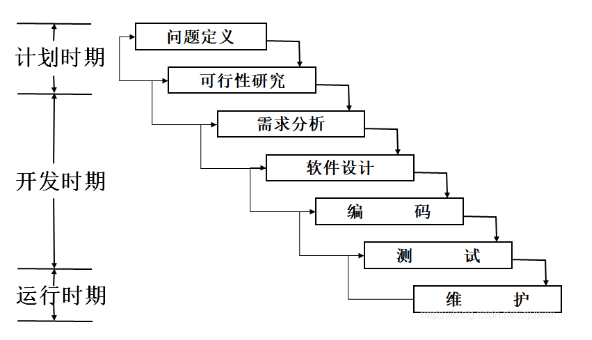 问题定义
计划时期
可行性研究
需求分析
软件设计
开发时期
编 码
测 试
运行时期
维 护